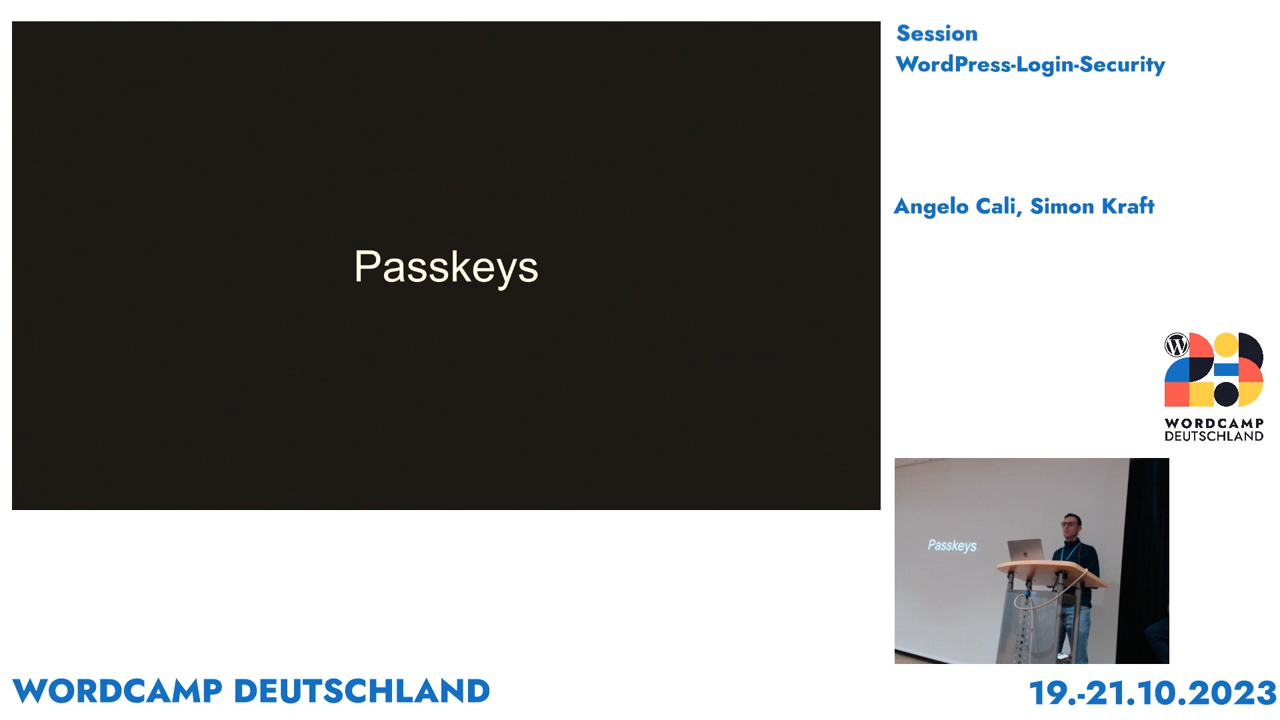 Passkeys
Session
WordPress-Login-Security
Angelo Cali, Simon Kraft
W
WORDCAMP
DEUTSCHLAND
Passkeys
WORDCAMP DEUTSCHLAND
19.-21.10.2023